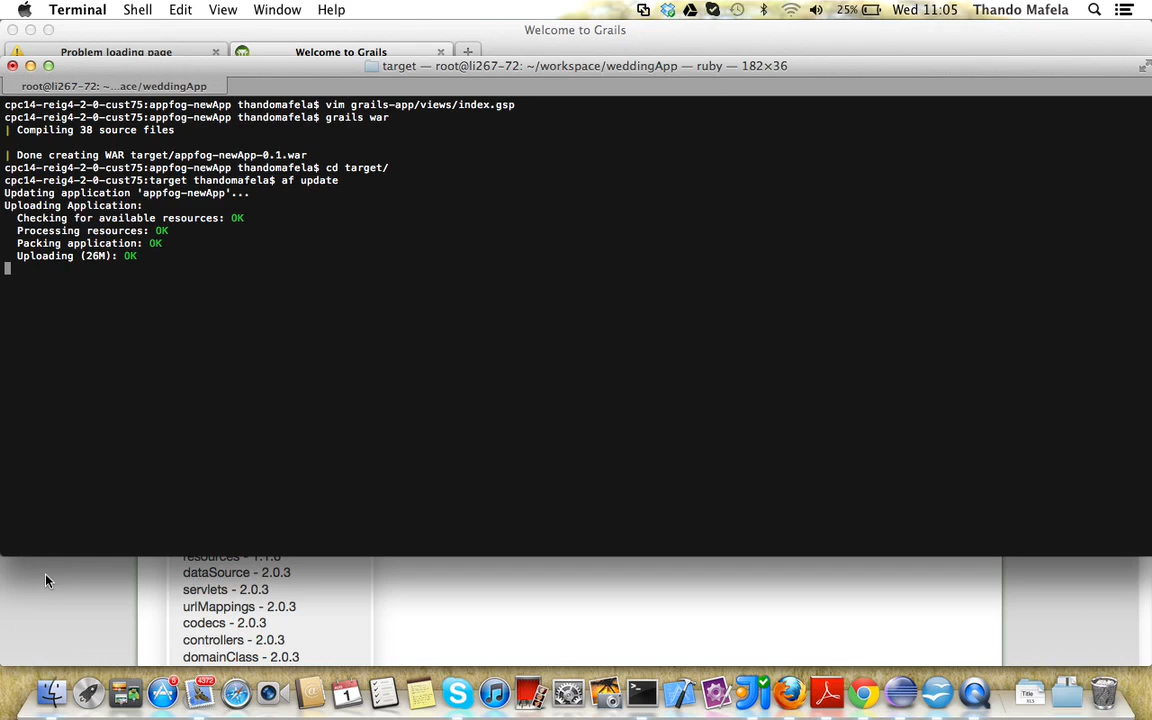 Terminal Shell Edit View Window Help 25% Wed 11:05 Thando Mafela
Welcome to Grails
Problem loading page Welcome to Grails
target — root@li267-72: ~/workspace/weddingApp — ruby — 182×36
root@li267-72: ~...ace/weddingApp
cpc14-reig4-2-0-cust75:appfog-newApp thandomafela$ vim grails-app/views/index.gsp
cpc14-reig4-2-0-cust75:appfog-newApp thandomafela$ grails war
| Compiling 38 source files
| Done creating WAR target/appfog-newApp-0.1.war
cpc14-reig4-2-0-cust75:appfog-newApp thandomafela$ cd target/
cpc14-reig4-2-0-cust75:target thandomafela$ af update
Updating application 'appfog-newApp'...
Uploading Application:
Checking for available resources: OK
Processing resources: OK
Packing application: OK
Uploading (26M): OK
dataSource - 2.0.3
servlets - 2.0.3
urlMappings - 2.0.3
codecs - 2.0.3
controllers - 2.0.3
domainClass - 2.0.3
5
4372
1
Title
XLS